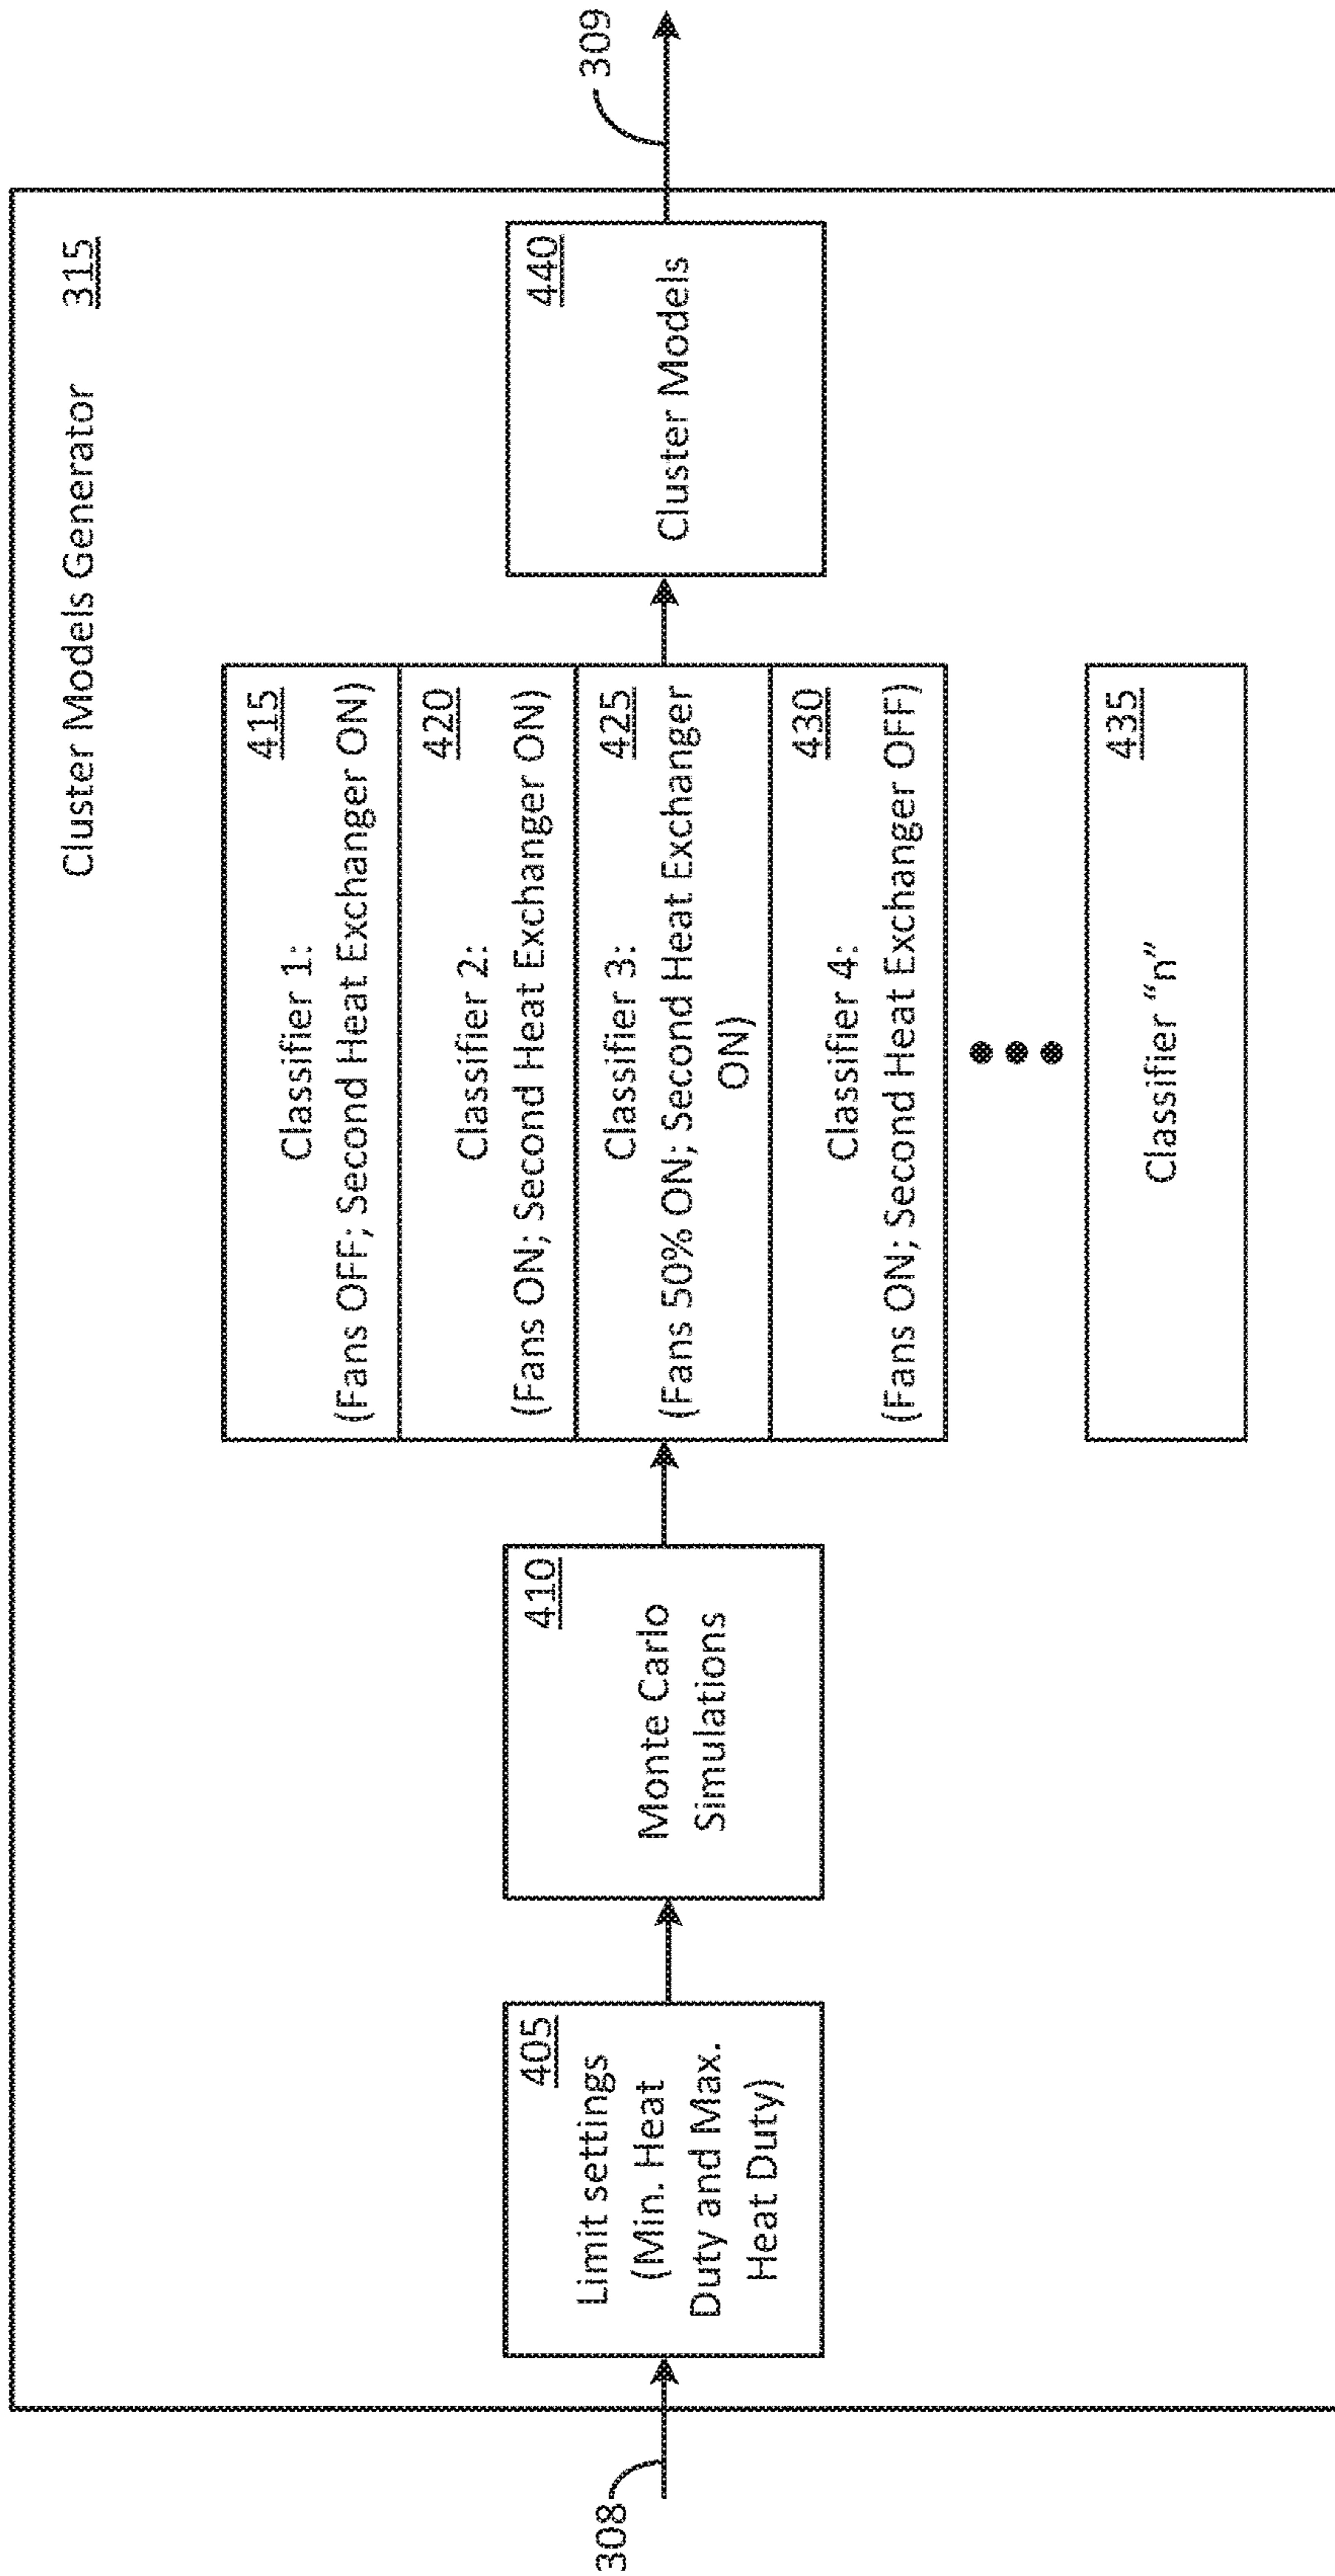 Cluster Models Generator 315
308
405
Limit settings
(Min. Heat
Duty and Max.
Heat Duty)
410
Monte Carlo
Simulations
415
Classifier 1:
(Fans OFF; Second Heat Exchanger ON)
420
Classifier 2:
(Fans ON; Second Heat Exchanger ON)
425
Classifier 3:
(Fans 50% ON; Second Heat Exchanger
ON)
430
Classifier 4:
(Fans ON; Second Heat Exchanger OFF)
435
Classifier "n"
440
Cluster Models
309